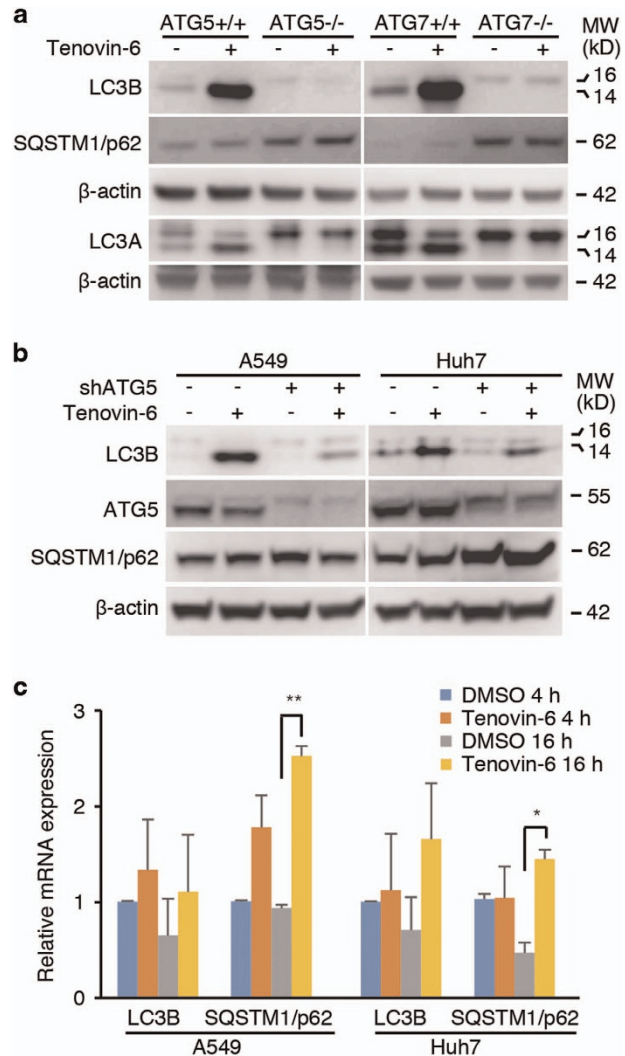 a
ATG5+/+ ATG5-/- ATG7+/+ ATG7-/- MW
Tenovin-6 - + - + - + - + (kD)
LC3B 16
14
SQSTM1/p62 62
β-actin 42
LC3A 16
14
β-actin 42
b
A549 Huh7
shATG5 - - + + - - + + MW
Tenovin-6 - + - + - + - + (kD)
LC3B 16
14
ATG5 55
SQSTM1/p62 62
β-actin 42
c
DMSO 4 h
Tenovin-6 4 h
DMSO 16 h
Tenovin-6 16 h
Relative mRNA expression
3
2
1
0
**
*
LC3B SQSTM1/p62 LC3B SQSTM1/p62
A549 Huh7